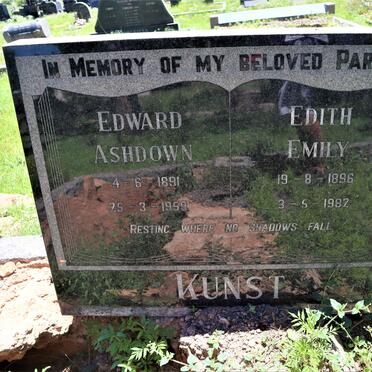 IN MEMORY OF MY BELOVED PAR
EDWARD
ASHDOWN
4-6-1891
25-3-1959
EDITH
EMILY
19-8-1896
3-5-1982
RESTING WHERE NO SHADOWS FALL
KUNST